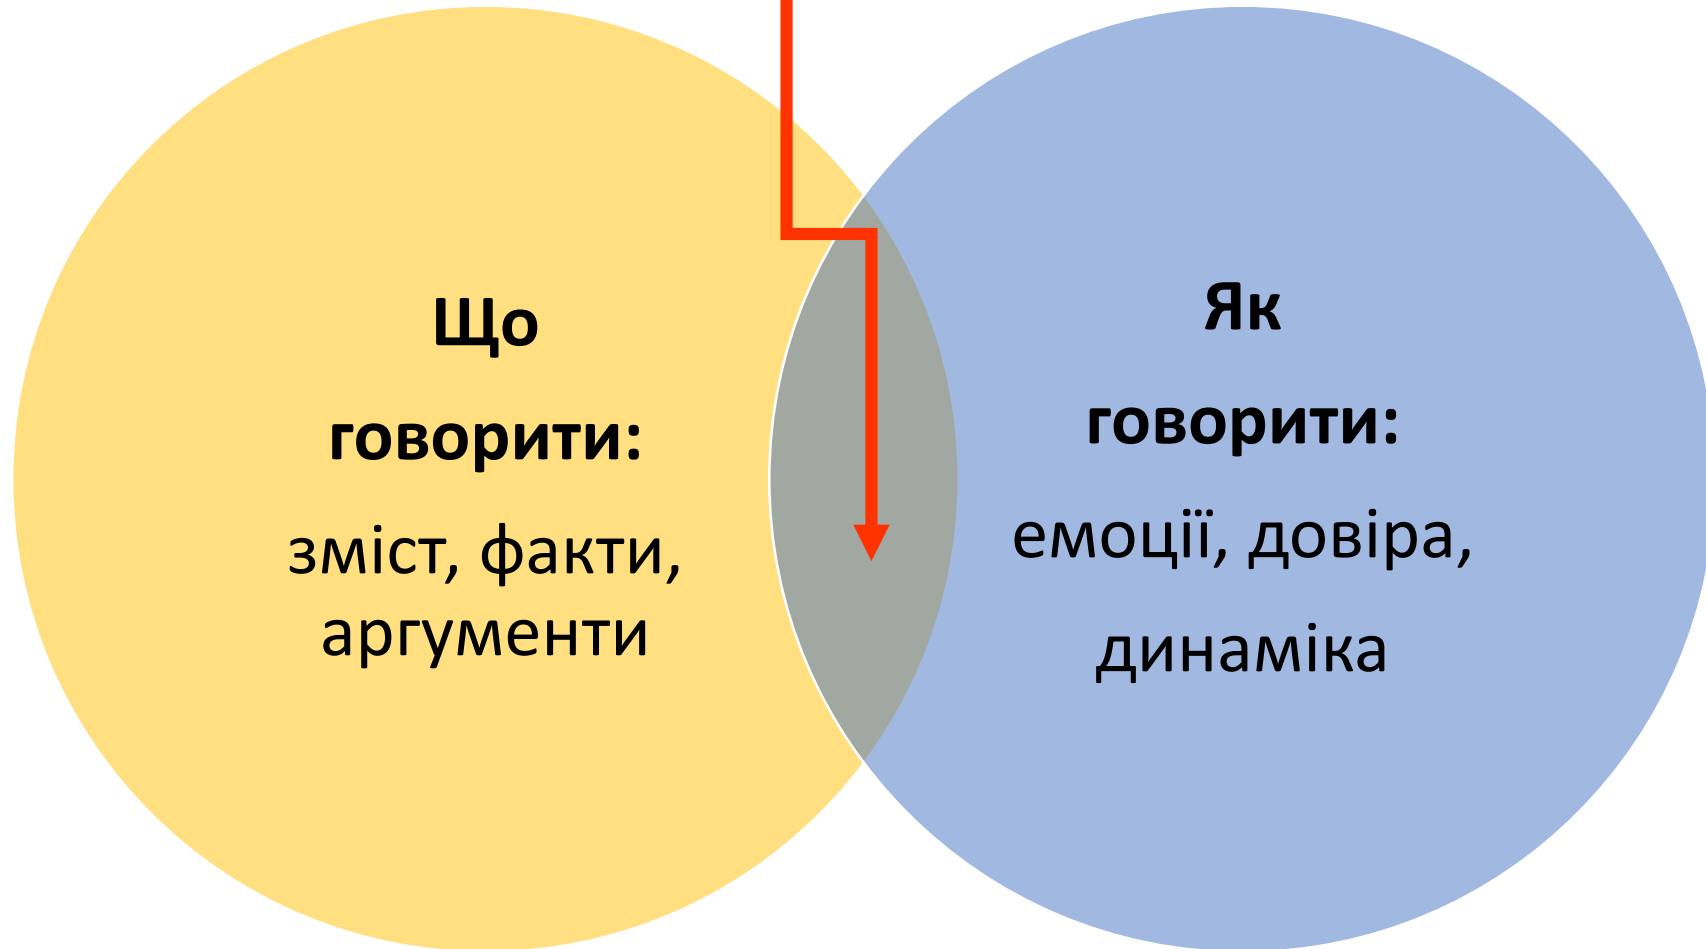 Що
говорити:
зміст, факти,
аргументи
Як
говорити:
емоції, довіра,
динаміка